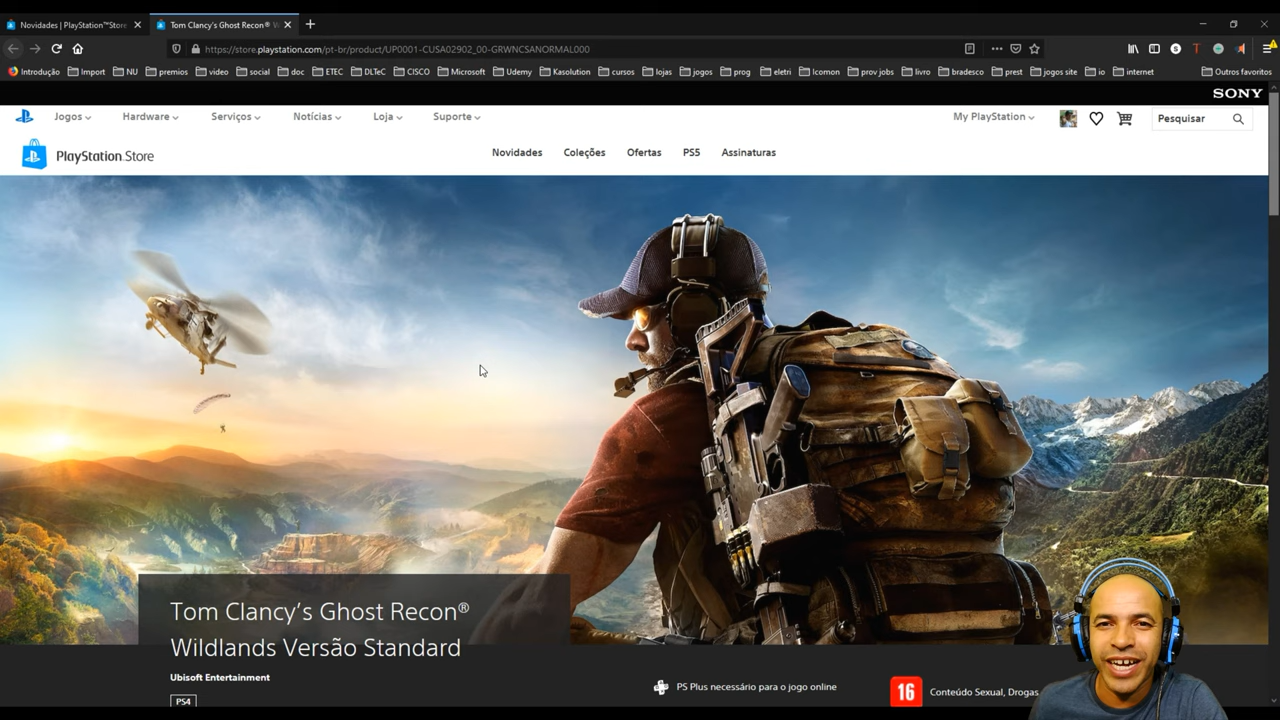 Novidades | PlayStation™Store
Tom Clancy's Ghost Recon® W
https://store.playstation.com/pt-br/product/UP0001-CUSA02902_00-GRWNCSANORMAL000
Introdução Import NU premios video social doc ETEC DLTeC CISCO Microsoft Udemy Kasolution cursos lojas jogos prog eletri Icomon prov jobs livro bradesco prest jogos site io internet Outros favoritos
SONY
Jogos Hardware Serviços Notícias Loja Suporte My PlayStation Pesquisar
PlayStation.Store
Novidades Coleções Ofertas PS5 Assinaturas
Tom Clancy's Ghost Recon®
Wildlands Versão Standard
Ubisoft Entertainment
PS4
PS Plus necessário para o jogo online
16 Conteúdo Sexual, Drogas